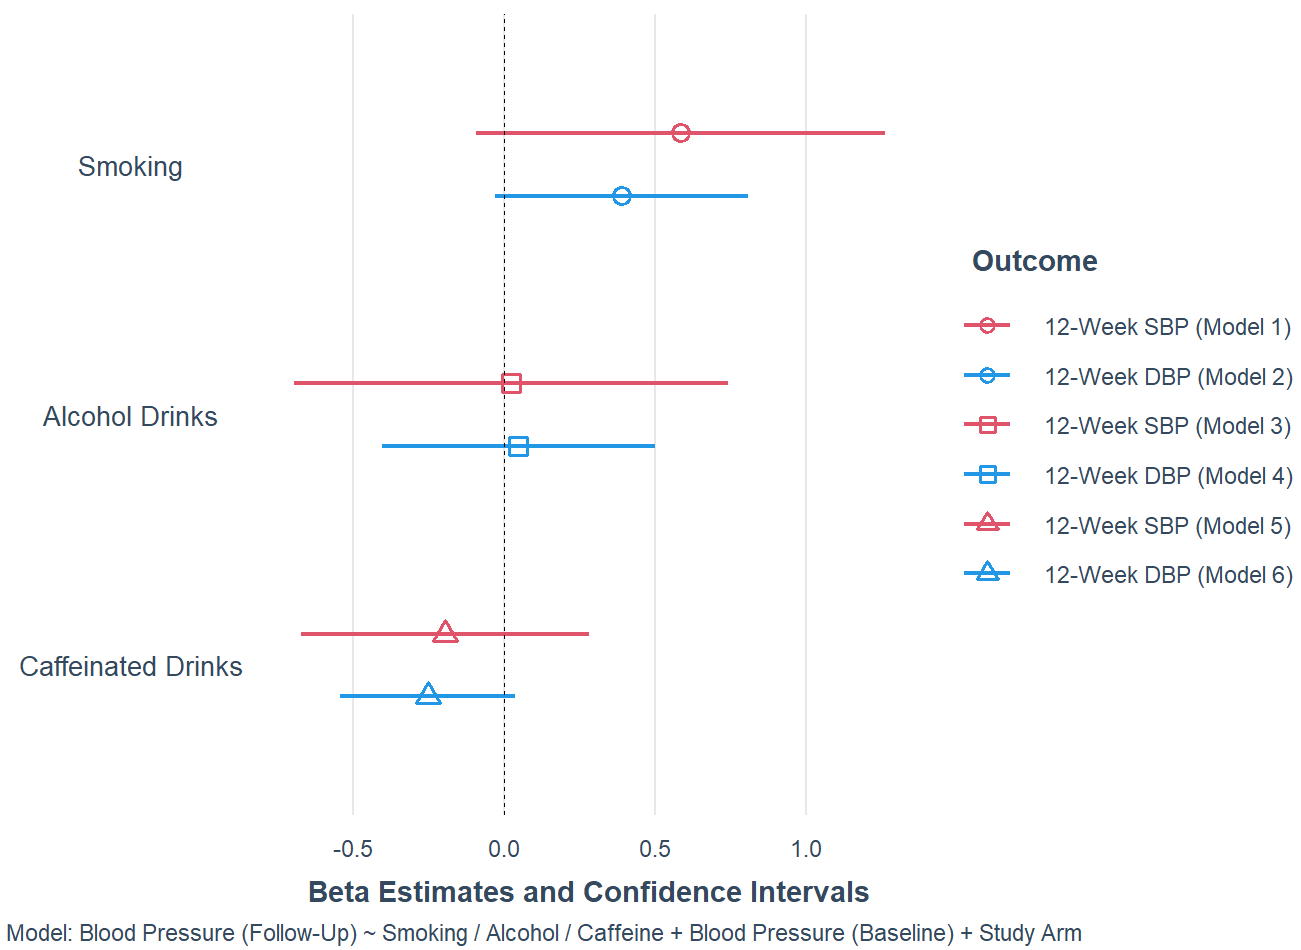 Smoking
Alcohol Drinks
Caffeinated Drinks
-0.5 0.0 0.5 1.0
Beta Estimates and Confidence Intervals
Model: Blood Pressure (Follow-Up) ~ Smoking / Alcohol / Caffeine + Blood Pressure (Baseline) + Study Arm
Outcome
12-Week SBP (Model 1)
12-Week DBP (Model 2)
12-Week SBP (Model 3)
12-Week DBP (Model 4)
12-Week SBP (Model 5)
12-Week DBP (Model 6)